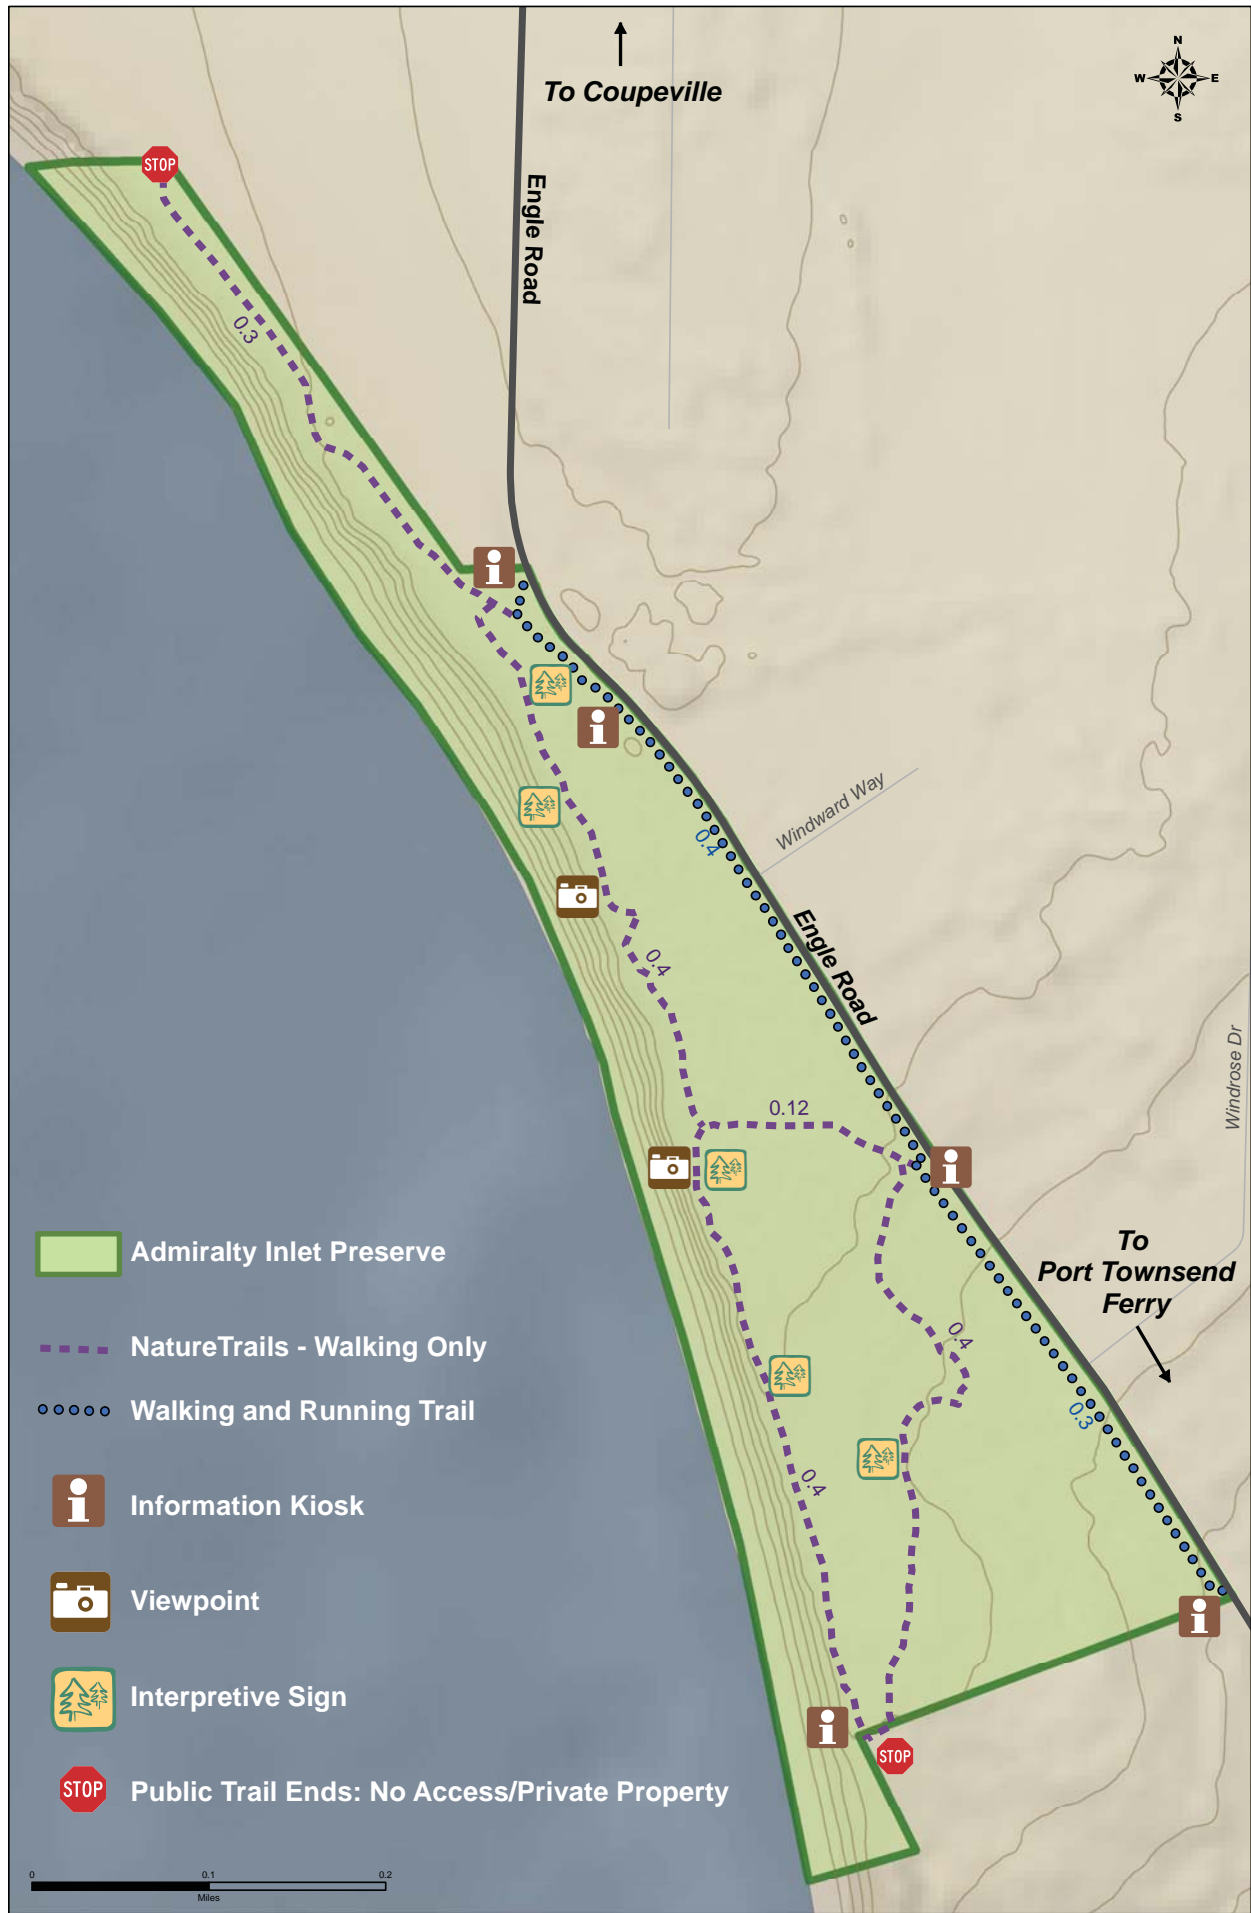 N
W E
S
To Coupeville
STOP
Engle Road
0.3
Windward Way
0.4
Engle Road
0.4
Windrose Dr
0.12
To
Port Townsend
Ferry
0.4
0.3
0.4
STOP
Admiralty Inlet Preserve
NatureTrails - Walking Only
Walking and Running Trail
Information Kiosk
Viewpoint
Interpretive Sign
STOP Public Trail Ends: No Access/Private Property
0 0.1 0.2
Miles